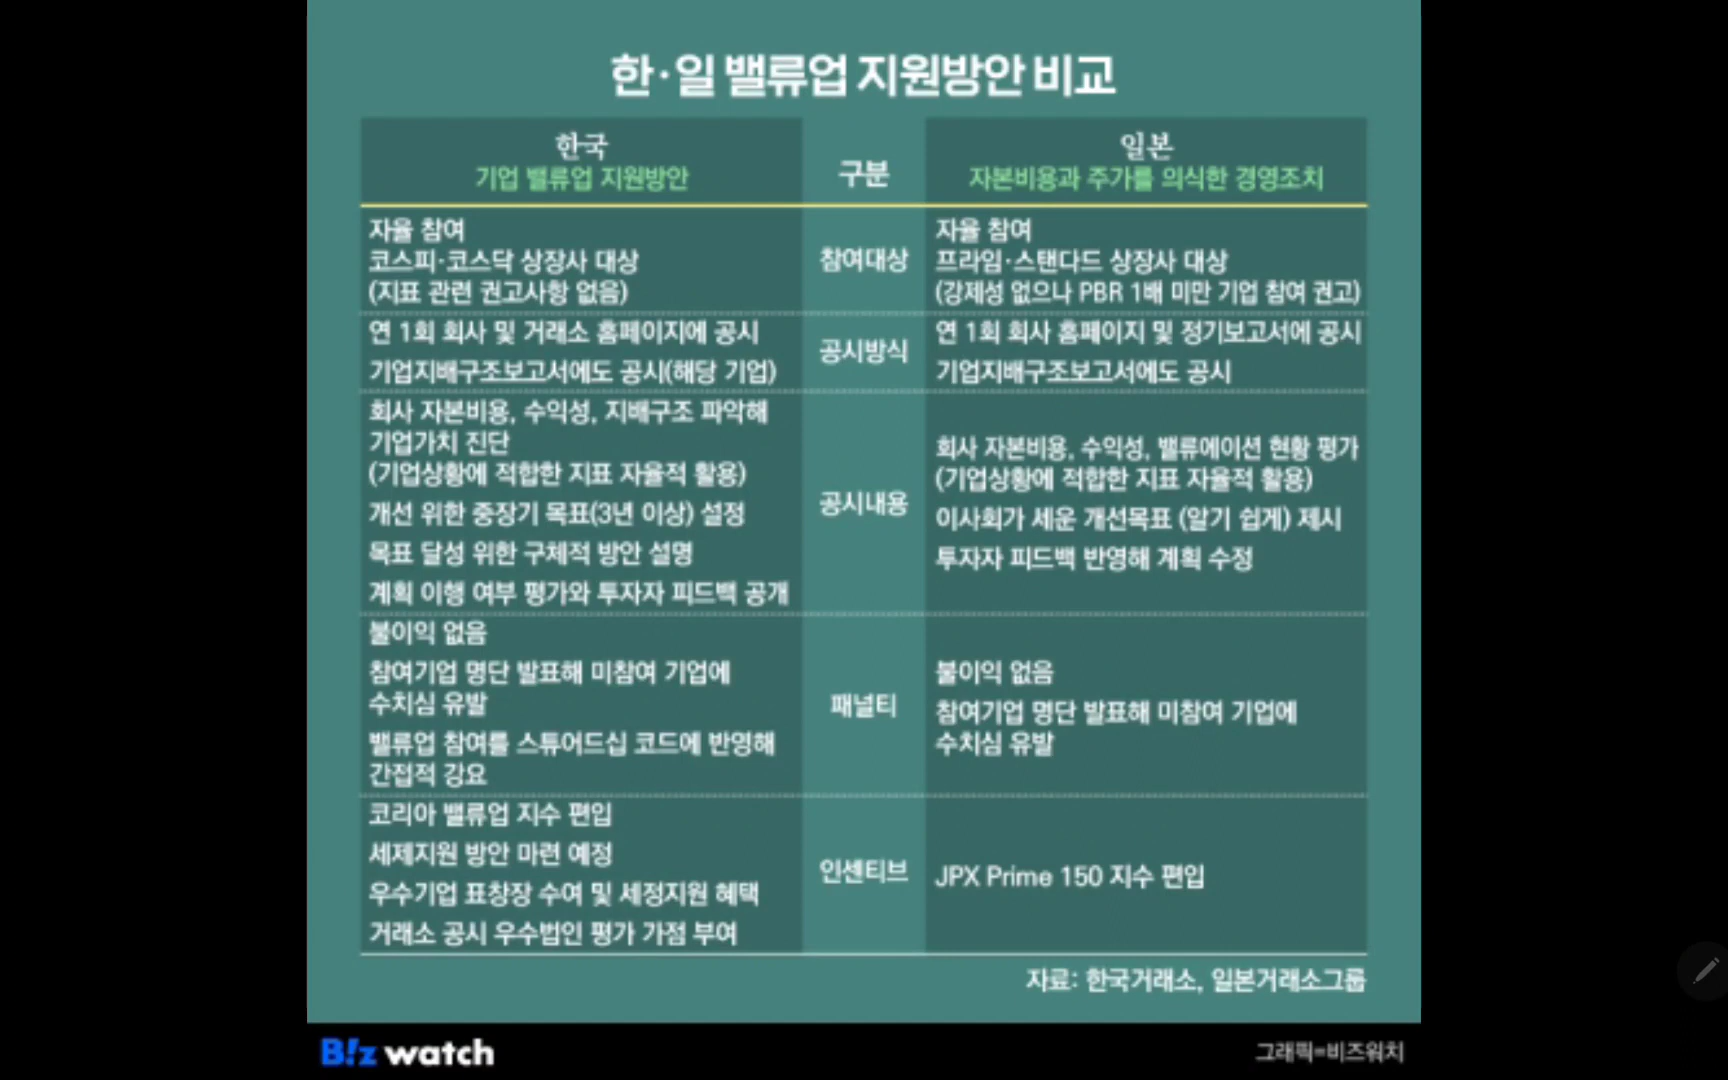 한·일 밸류업 지원방안 비교
한국
기업 밸류업 지원방안
구분
일본
자본비용과 주가를 의식한 경영조치
자율 참여
코스피·코스닥 상장사 대상
(지표 관련 권고사항 없음)
참여대상
자율 참여
프라임·스탠다드 상장사 대상
(강제성 없으나 PBR 1배 미만 기업 참여 권고)
연 1회 회사 및 거래소 홈페이지에 공시
기업지배구조보고서에도 공시(해당 기업)
공시방식
연 1회 회사 홈페이지 및 정기보고서에 공시
기업지배구조보고서에도 공시
회사 자본비용, 수익성, 지배구조 파악해
기업가치 진단
(기업상황에 적합한 지표 자율적 활용)
개선 위한 중장기 목표(3년 이상) 설정
목표 달성 위한 구체적 방안 설명
계획 이행 여부 평가와 투자자 피드백 공개
공시내용
회사 자본비용, 수익성, 밸류에이션 현황 평가
(기업상황에 적합한 지표 자율적 활용)
이사회가 세운 개선목표 (알기 쉽게) 제시
투자자 피드백 반영해 계획 수정
불이익 없음
참여기업 명단 발표해 미참여 기업에
수치심 유발
밸류업 참여를 스튜어드십 코드에 반영해
간접적 강요
패널티
불이익 없음
참여기업 명단 발표해 미참여 기업에
수치심 유발
코리아 밸류업 지수 편입
세제지원 방안 마련 예정
우수기업 표창장 수여 및 세정지원 혜택
거래소 공시 우수법인 평가 가점 부여
인센티브
JPX Prime 150 지수 편입
자료: 한국거래소, 일본거래소그룹
B!z watch
그래픽=비즈워치